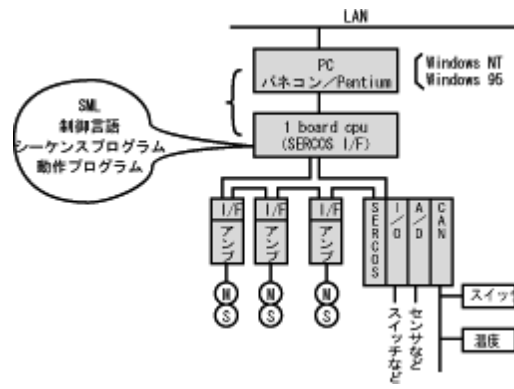 LAN
PC
パネコン／Pentium
Windows NT
Windows 95
SML
制御言語
シーケンスプログラム
動作プログラム
1 board cpu
(SERCOS I/F)
I/F
アンプ
I/F
アンプ
I/F
アンプ
SERCOS
I/O
A/D
CAN
M
S
M
S
M
S
スイッチなど
センサなど
スイッチ
温度